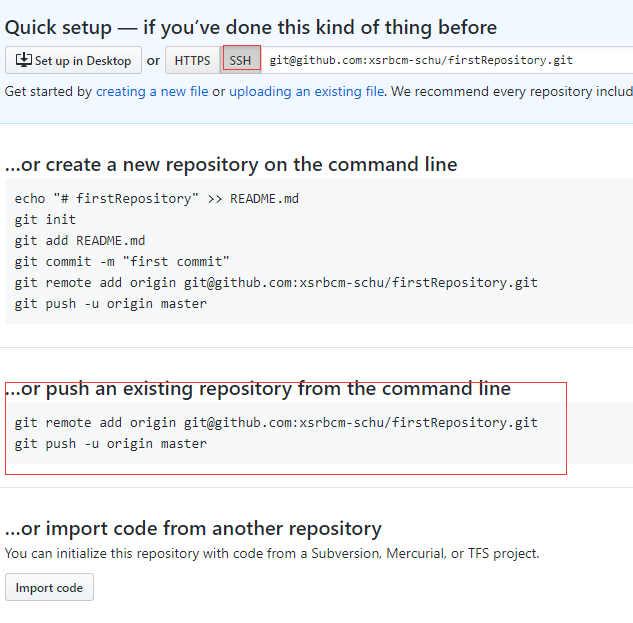 Quick setup — if you’ve done this kind of thing before
Set up in Desktop or HTTPS SSH git@github.com:xsrbcm-schu/firstRepository.git
Get started by creating a new file or uploading an existing file. We recommend every repository includ
...or create a new repository on the command line
echo "# firstRepository" >> README.md
git init
git add README.md
git commit -m "first commit"
git remote add origin git@github.com:xsrbcm-schu/firstRepository.git
git push -u origin master
...or push an existing repository from the command line
git remote add origin git@github.com:xsrbcm-schu/firstRepository.git
git push -u origin master
...or import code from another repository
You can initialize this repository with code from a Subversion, Mercurial, or TFS project.
Import code